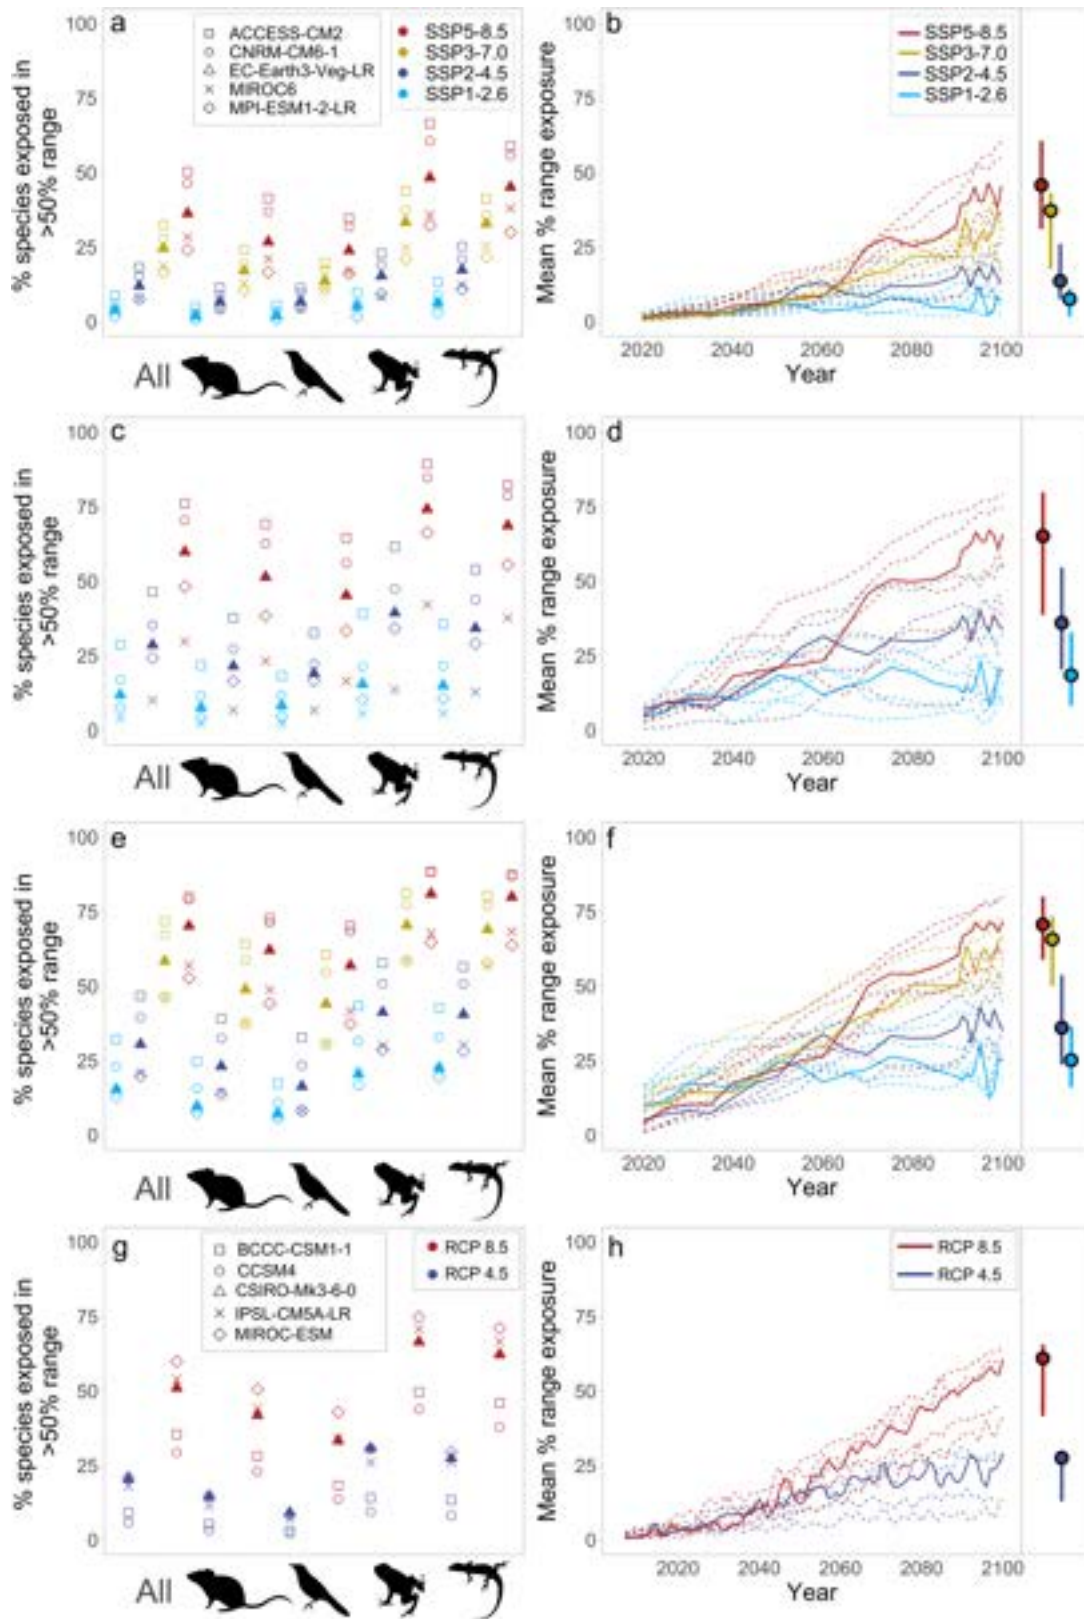 a
b
□ ACCESS-CM2
○ CNRM-CM6-1
△ EC-Earth3-Veg-LR
× MIROC6
◇ MPI-ESM1-2-LR
SSP5-8.5
SSP3-7.0
SSP2-4.5
SSP1-2.6
SSP5-8.5
SSP3-7.0
SSP2-4.5
SSP1-2.6
% species exposed in
>50% range
100
75
50
25
0
All
Mean % range exposure
100
75
50
25
0
2020 2040 2060 2080 2100
Year
c
d
% species exposed in
>50% range
100
75
50
25
0
All
Mean % range exposure
100
75
50
25
0
2020 2040 2060 2080 2100
Year
e
f
% species exposed in
>50% range
100
75
50
25
0
All
Mean % range exposure
100
75
50
25
0
2020 2040 2060 2080 2100
Year
g
h
□ BCCC-CSM1-1
○ CCSM4
△ CSIRO-Mk3-6-0
× IPSL-CM5A-LR
◇ MIROC-ESM
RCP 8.5
RCP 4.5
RCP 8.5
RCP 4.5
% species exposed in
>50% range
100
75
50
25
0
All
Mean % range exposure
100
75
50
25
0
2020 2040 2060 2080 2100
Year